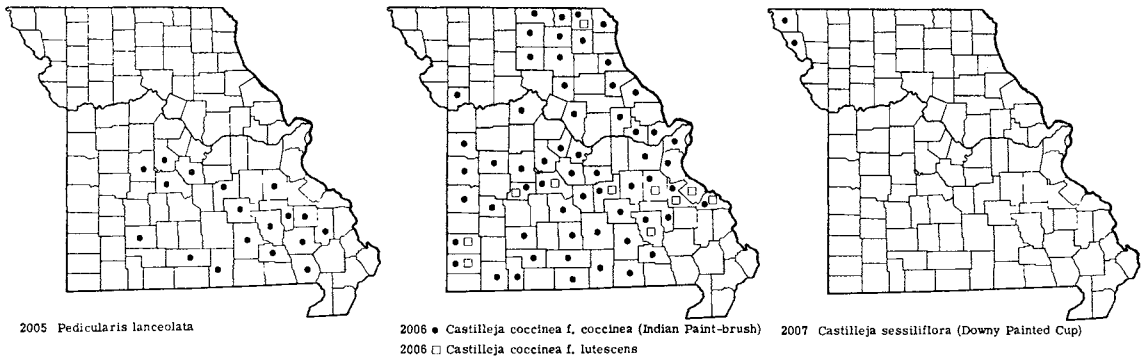 2005 Pedicularis lanceolata
2006 ● Castilleja coccinea f. coccinea (Indian Paint-brush)
2006 □ Castilleja coccinea f. lutescens
2007 Castilleja sessiliflora (Downy Painted Cup)